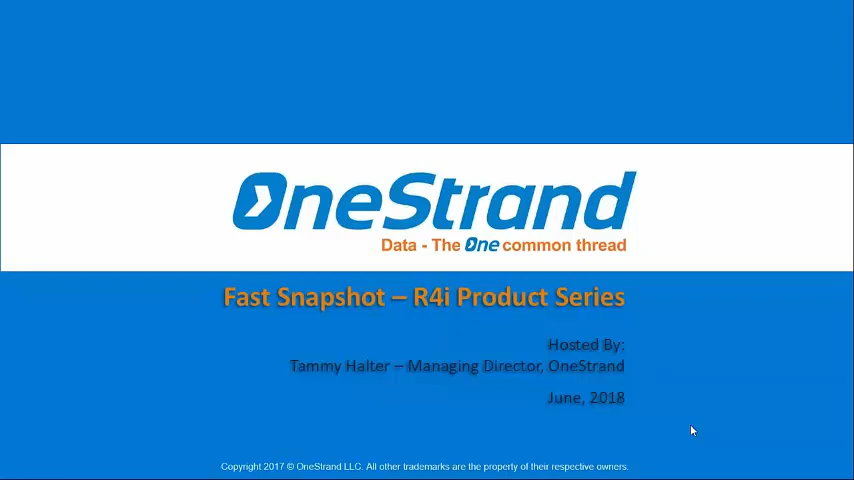 OneStrand
Data - The One common thread
Fast Snapshot – R4i Product Series
Hosted By:
Tammy Halter – Managing Director, OneStrand
June, 2018
Copyright 2017 © OneStrand LLC. All other trademarks are the property of their respective owners.